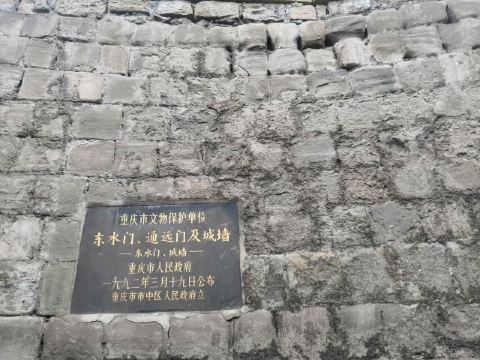 重庆市文物保护单位
东水门、通远门及城墙
—东水门、城墙—
重庆市人民政府
一九九二年三月十九日公布
重庆市市中区人民政府立